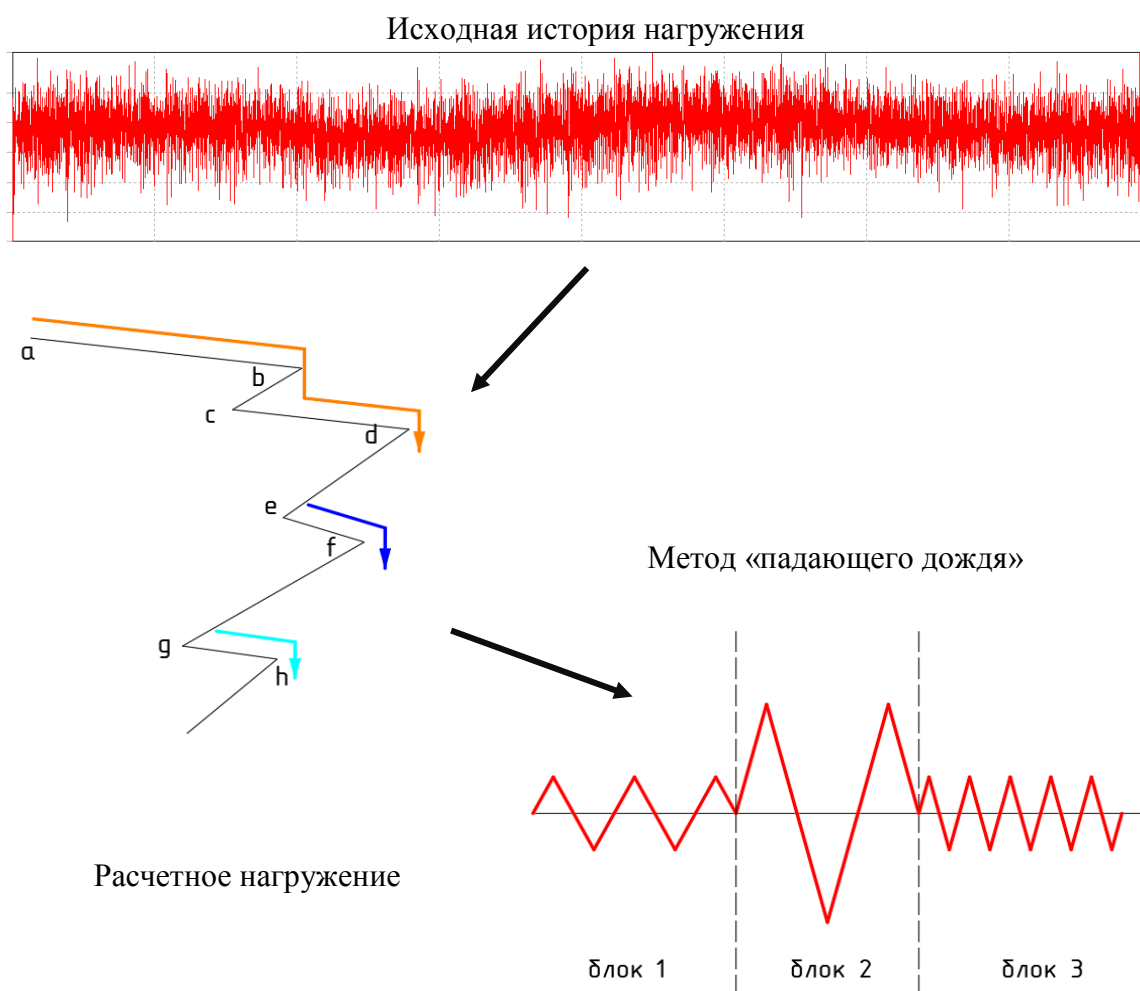 Исходная история нагружения
a
b
c
d
e
f
Метод «падающего дождя»
g
h
Расчетное нагружение
блок 1
блок 2
блок 3